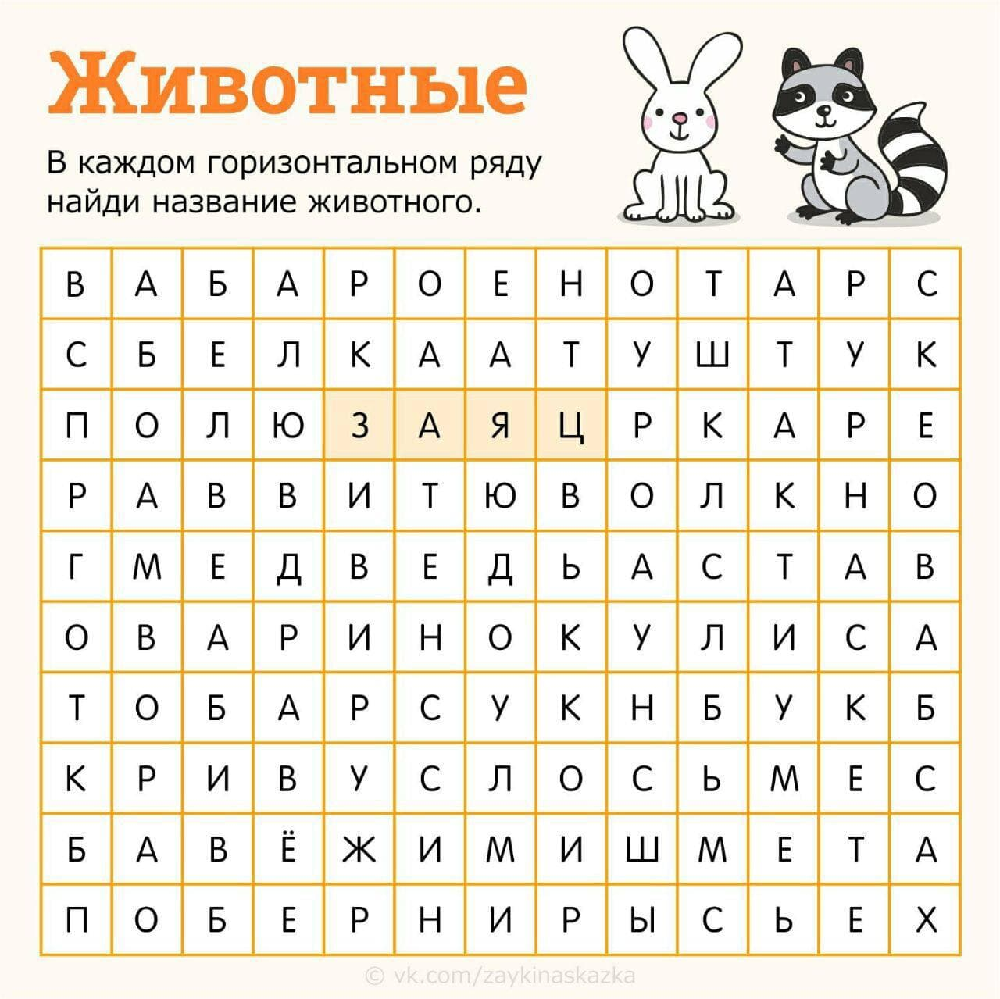 Животные
В каждом горизонтальном ряду
найди название животного.
В А Б А Р О Е Н О Т А Р С
С Б Е Л К А А Т У Ш Т У К
П О Л Ю З А Я Ц Р К А Р Е
Р А В В И Т Ю В О Л К Н О
Г М Е Д В Е Д Ь А С Т А В
О В А Р И Н О К У Л И С А
Т О Б А Р С У К Н Б У К Б
К Р И В У С Л О С Ь М Е С
Б А В Ё Ж И М И Ш М Е Т А
П О Б Е Р Н И Р Ы С Ь Е Х
© vk.com/zaykinaskazka